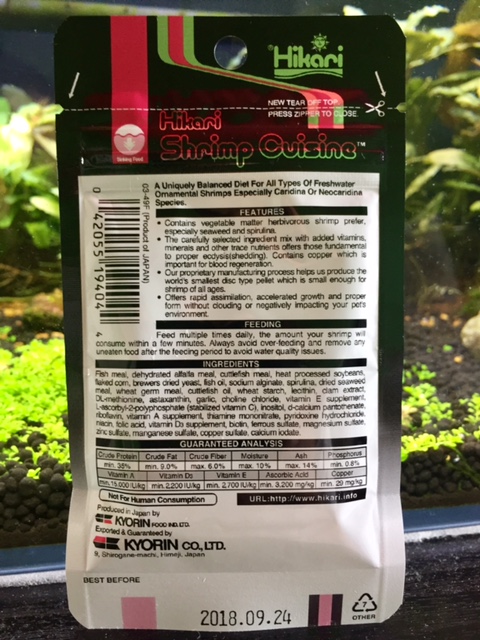 Hikari
NEW TEAR OFF TOP
PRESS ZIPPER TO CLOSE
Hikari
Shrimp Cuisine™
Sinking Food
A Uniquely Balanced Diet For All Types Of Freshwater
Ornamental Shrimps Especially Caridina Or Neocaridina
Species.
FEATURES
• Contains vegetable matter herbivorous shrimp prefer,
especially seaweed and spirulina.
• The carefully selected ingredient mix with added vitamins,
minerals and other trace nutrients offers those fundamental
to proper ecdysis(shedding). Contains copper which is
important for blood regeneration.
• Our proprietary manufacturing process helps us produce the
world's smallest disc type pellet which is small enough for
shrimp of all ages.
• Offers rapid assimilation, accelerated growth and proper
form without clouding or negatively impacting your pet's
environment.
03-49F (Product of JAPAN)
0 42055 19404 4
FEEDING
Feed multiple times daily, the amount your shrimp will
consume within a few minutes. Always avoid over-feeding and remove any
uneaten food after the feeding period to avoid water quality issues.
INGREDIENTS
Fish meal, dehydrated alfalfa meal, cuttlefish meal, heat processed soybeans,
flaked corn, brewers dried yeast, fish oil, sodium alginate, spirulina, dried seaweed
meal, wheat germ meal, cuttlefish oil, wheat starch, lecithin, clam extract,
DL-methionine, astaxanthin, garlic, choline chloride, vitamin E supplement,
L-ascorbyl-2-polyphosphate (stabilized vitamin C), inositol, d-calcium pantothenate,
riboflavin, vitamin A supplement, thiamine mononitrate, pyridoxine hydrochloride,
niacin, folic acid, vitamin D3 supplement, biotin, ferrous sulfate, magnesium sulfate,
zinc sulfate, manganese sulfate, copper sulfate, calcium iodate.
GUARANTEED ANALYSIS
Crude Protein Crude Fat Crude Fiber Moisture Ash Phosphorus
min. 35% min. 9.0% max. 6.0% max. 10% max. 14% min. 0.8%
Vitamin A Vitamin D3 Vitamin E Ascorbic Acid Copper
min. 15,000 IU/kg min. 2,200 IU/kg min. 2,700 IU/kg min. 3,200 mg/kg min. 29 mg/kg
Not For Human Consumption URL:http://www.hikari.info
Produced in Japan by
KYORIN FOOD IND. LTD.
Exported & Guaranteed by
KYORIN CO., LTD.
9, Shirogane-machi, Himeji, Japan
BEST BEFORE
2018.09.24
7
OTHER